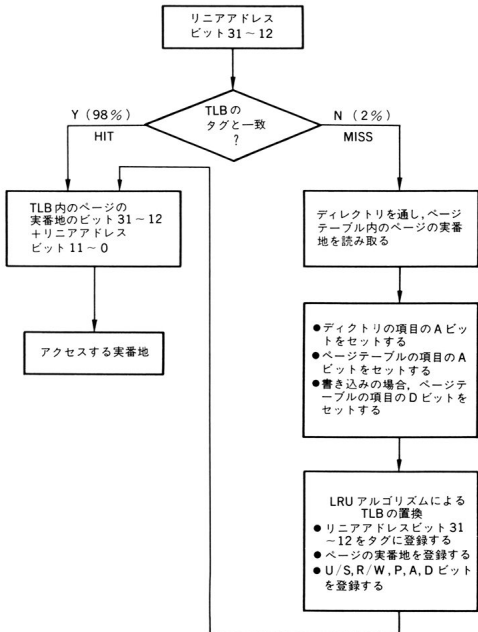 リニアアドレス
ビット31～12
TLBの
タグと一致
?
Y (98%)
HIT
N (2%)
MISS
TLB内のページの
実番地のビット31～12
＋リニアアドレス
ビット11～0
アクセスする実番地
ディレクトリを通し，ページ
テーブル内のページの実番
地を読み取る
●ディクトリの項目のAビッ
トをセットする
●ページテーブルの項目のA
ビットをセットする
●書き込みの場合，ページテ
ーブルの項目のDビットを
セットする
LRUアルゴリズムによる
TLBの置換
●リニアアドレスビット31
～12をタグに登録する
●ページの実番地を登録する
●U/S,R/W,P,A,Dビット
を登録する